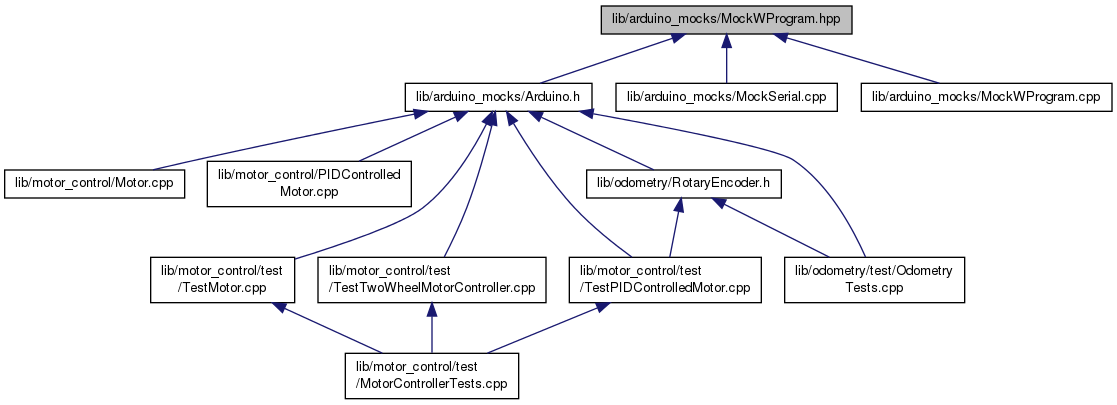 lib/arduino_mocks/MockWProgram.hpp
lib/arduino_mocks/Arduino.h
lib/arduino_mocks/MockSerial.cpp
lib/arduino_mocks/MockWProgram.cpp
lib/motor_control/Motor.cpp
lib/motor_control/PIDControlled
Motor.cpp
lib/odometry/RotaryEncoder.h
lib/motor_control/test
/TestMotor.cpp
lib/motor_control/test
/TestTwoWheelMotorController.cpp
lib/motor_control/test
/TestPIDControlledMotor.cpp
lib/odometry/test/Odometry
Tests.cpp
lib/motor_control/test
/MotorControllerTests.cpp